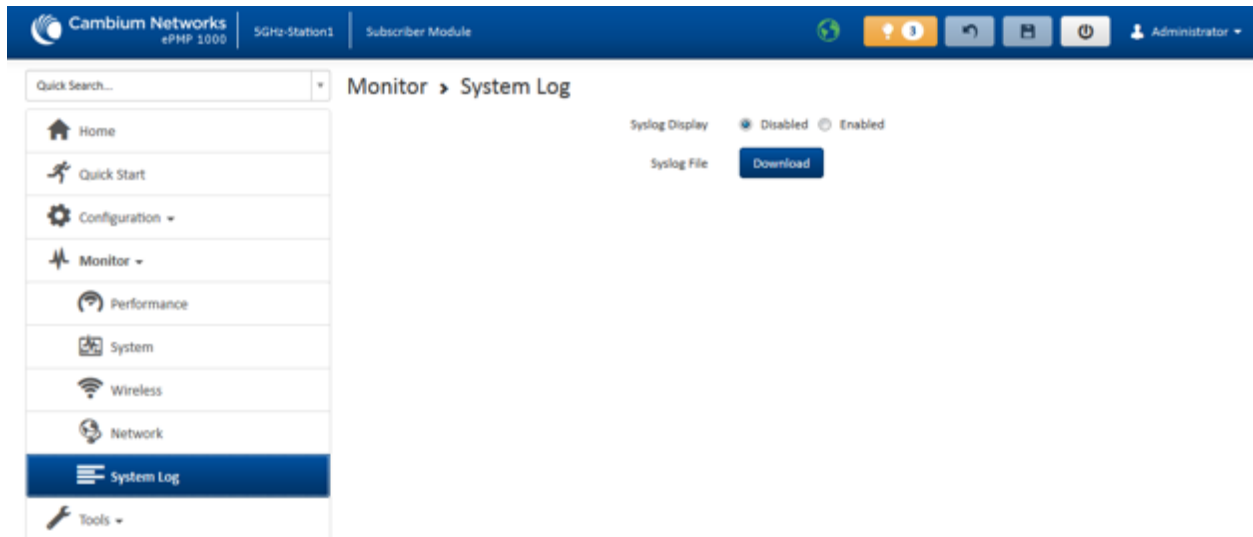 Cambium Networks
ePMP 1000
5GHz-Station1
Subscriber Module
3
Administrator
Quick Search...
Monitor > System Log
Home
Syslog Display Disabled Enabled
Syslog File Download
Quick Start
Configuration
Monitor
Performance
System
Wireless
Network
System Log
Tools